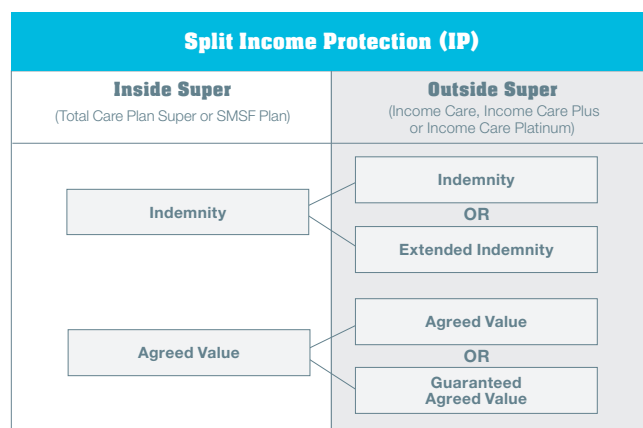 Split Income Protection (IP)
Inside Super
(Total Care Plan Super or SMSF Plan)
Outside Super
(Income Care, Income Care Plus
or Income Care Platinum)
Indemnity
Indemnity
OR
Extended Indemnity
Agreed Value
Agreed Value
OR
Guaranteed
Agreed Value